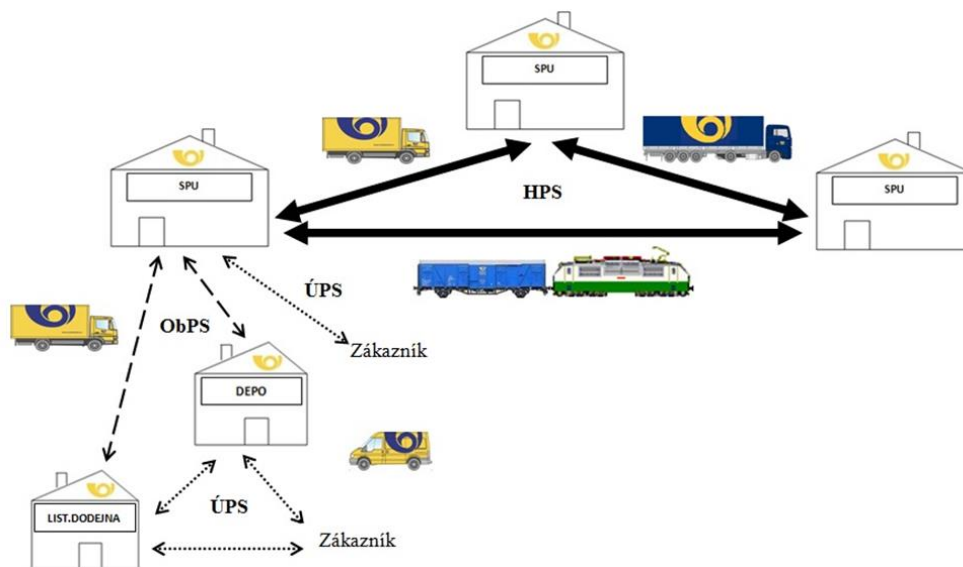 SPU
SPU
SPU
HPS
ÚPS
ObPS
Zákazník
DEPO
LIST.DODEJNA
ÚPS
Zákazník